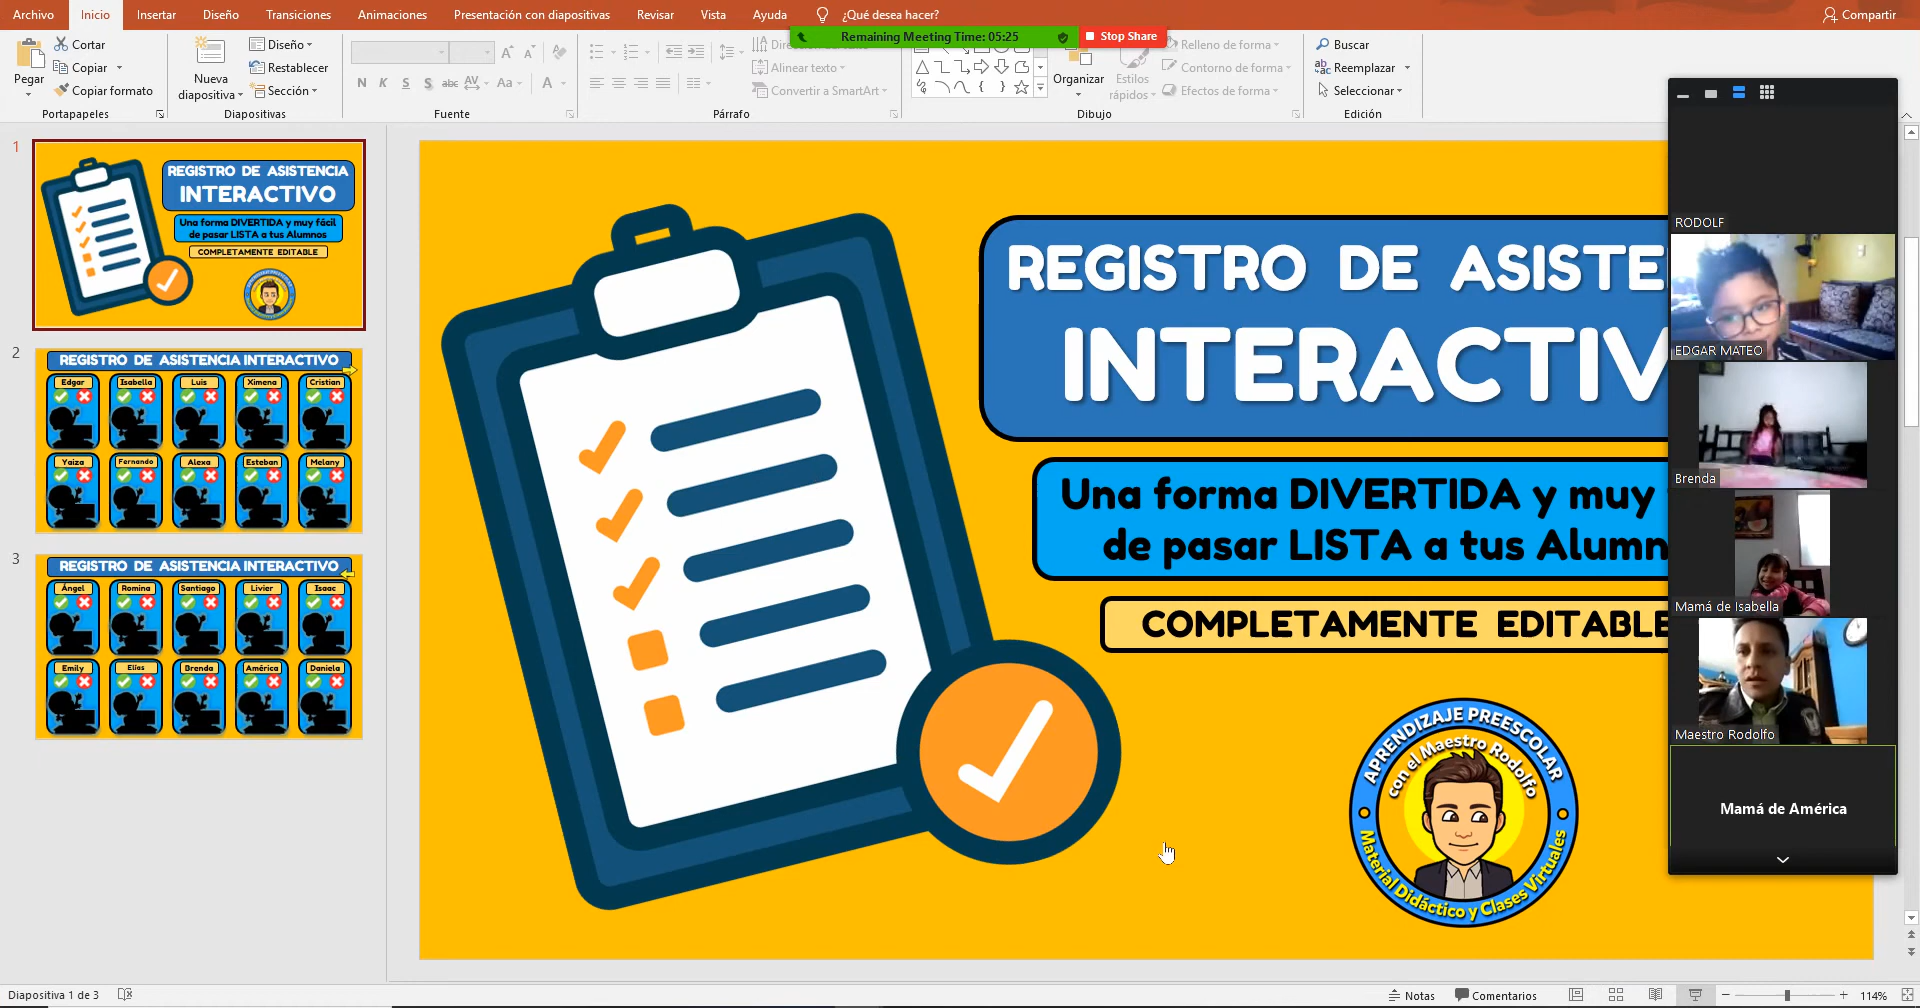 Archivo
Inicio
Insertar
Diseño
Transiciones
Animaciones
Presentación con diapositivas
Revisar
Vista
Ayuda
¿Qué desea hacer?
Compartir
Remaining Meeting Time: 05:25
Stop Share
Pegar
Cortar
Copiar
Copiar formato
Portapapeles
Nueva
diapositiva
Diseño
Restablecer
Sección
Diapositivas
N K S S abc AV Aa A
Fuente
Alinear texto
Convertir a SmartArt
Párrafo
Organizar
Estilos
rápidos
Relleno de forma
Contorno de forma
Efectos de forma
Dibujo
Buscar
Reemplazar
Seleccionar
Edición
1
REGISTRO DE ASISTENCIA
INTERACTIVO
Una forma DIVERTIDA y muy fácil
de pasar LISTA a tus Alumnos
COMPLETAMENTE EDITABLE
2
REGISTRO DE ASISTENCIA INTERACTIVO
Edgar Isabella Luis Ximena Cristian
Yaiza Fernando Alexa Esteban Melany
3
REGISTRO DE ASISTENCIA INTERACTIVO
Ángel Romina Santiago Livier Isaac
Emily Elías Brenda América Daniela
REGISTRO DE ASISTE
INTERACTIV
Una forma DIVERTIDA y muy
de pasar LISTA a tus Alumn
COMPLETAMENTE EDITABLE
APRENDIZAJE PREESCOLAR
con el Maestro Rodolfo
Material Didáctico y Clases Virtuales
RODOLF
EDGAR MATEO
Brenda
Mamá de Isabella
Maestro Rodolfo
Mamá de América
Diapositiva 1 de 3
Notas
Comentarios
114%